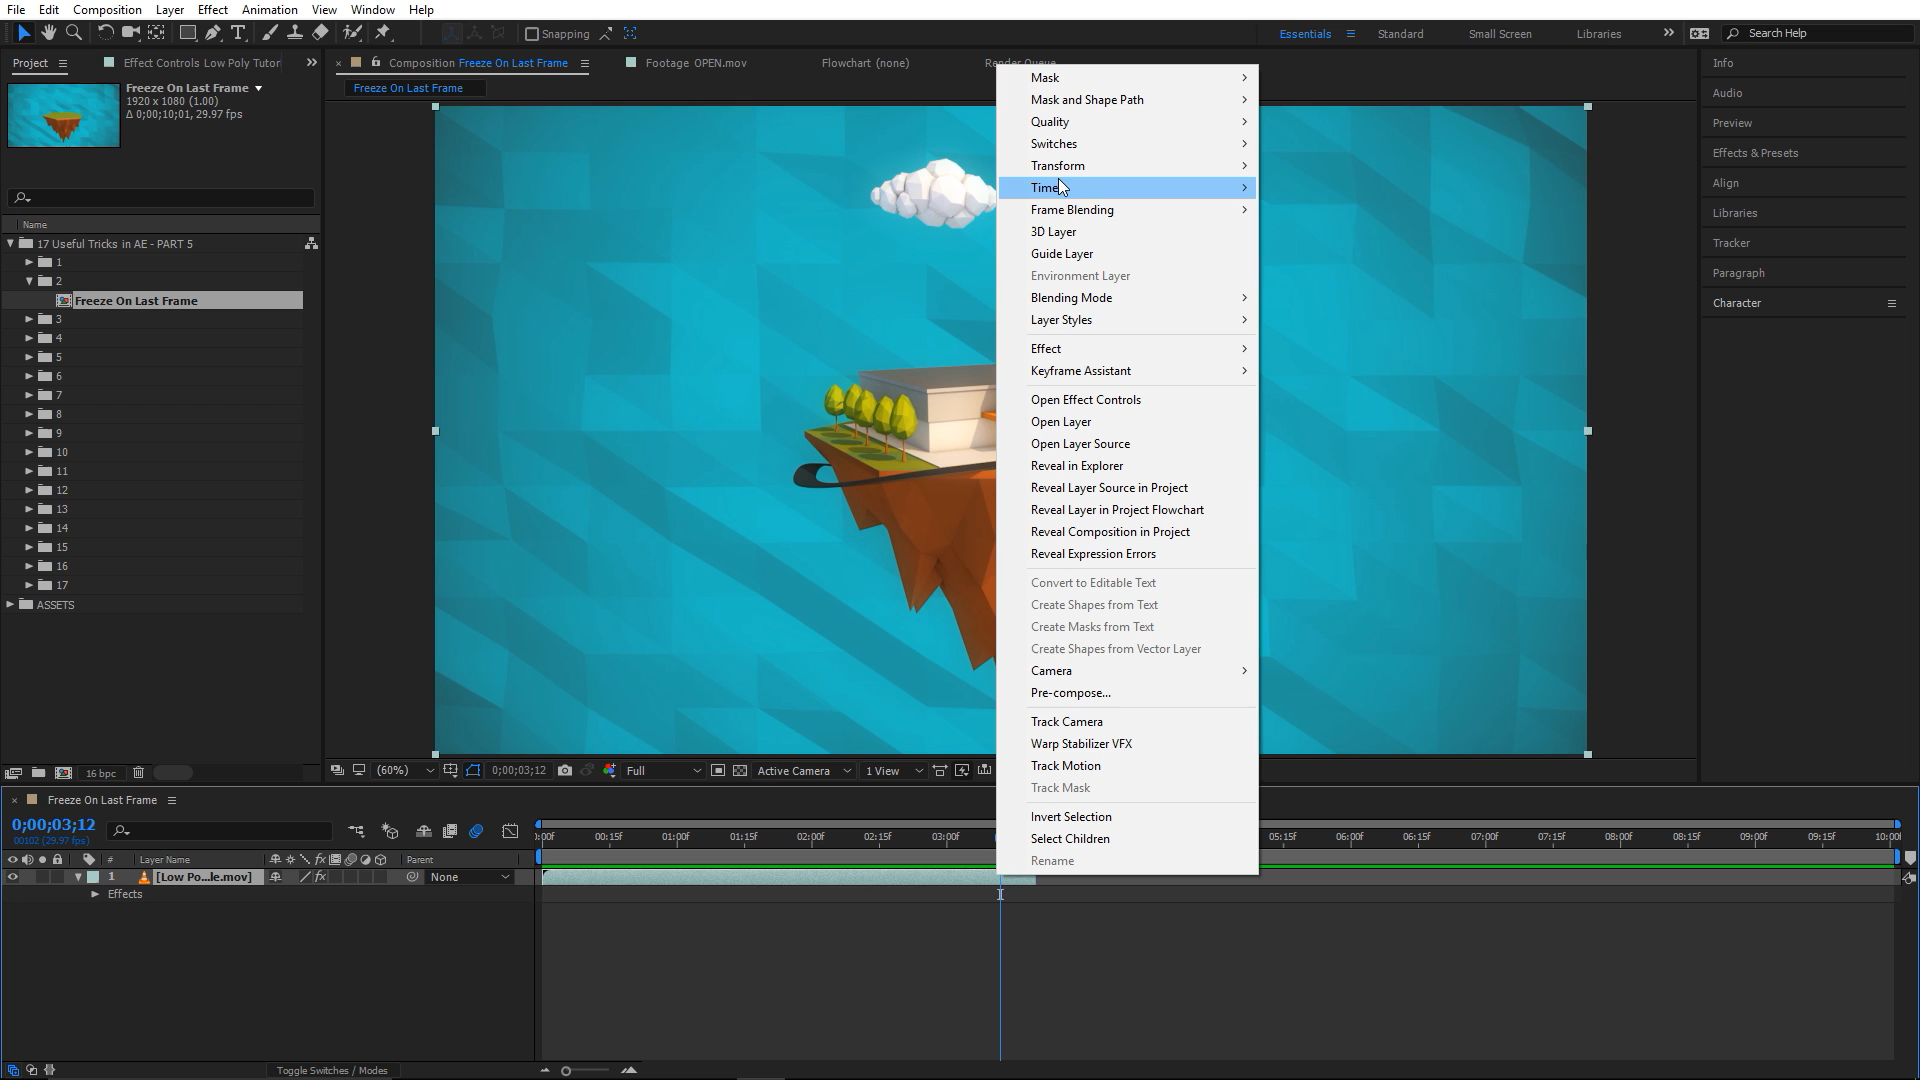 File Edit Composition Layer Effect Animation View Window Help
Snapping
Essentials Standard Small Screen Libraries Search Help
Project Effect Controls Low Poly Tutor
Composition Freeze On Last Frame Footage OPEN.mov Flowchart (none)
Freeze On Last Frame
1920 x 1080 (1.00)
Δ 0;00;10;01, 29.97 fps
Freeze On Last Frame
Name
17 Useful Tricks in AE - PART 5
1
2
Freeze On Last Frame
3
4
5
6
7
8
9
10
11
12
13
14
15
16
17
ASSETS
16 bpc
Mask
Mask and Shape Path
Quality
Switches
Transform
Time
Frame Blending
3D Layer
Guide Layer
Environment Layer
Blending Mode
Layer Styles
Effect
Keyframe Assistant
Open Effect Controls
Open Layer
Open Layer Source
Reveal in Explorer
Reveal Layer Source in Project
Reveal Layer in Project Flowchart
Reveal Composition in Project
Reveal Expression Errors
Convert to Editable Text
Create Shapes from Text
Create Masks from Text
Create Shapes from Vector Layer
Camera
Pre-compose...
Track Camera
Warp Stabilizer VFX
Track Motion
Track Mask
Invert Selection
Select Children
Rename
Info
Audio
Preview
Effects & Presets
Align
Libraries
Tracker
Paragraph
Character
(60%) 0;00;03;12 Full Active Camera 1 View
Freeze On Last Frame
0;00;03;12
00102 (29.97 fps)
00:15f 01:00f 01:15f 02:00f 02:15f 03:00f 05:15f 06:00f 06:15f 07:00f 07:15f 08:00f 08:15f 09:00f 09:15f
# Layer Name Parent
1 [Low Po...le.mov] fx None
Effects
Toggle Switches / Modes